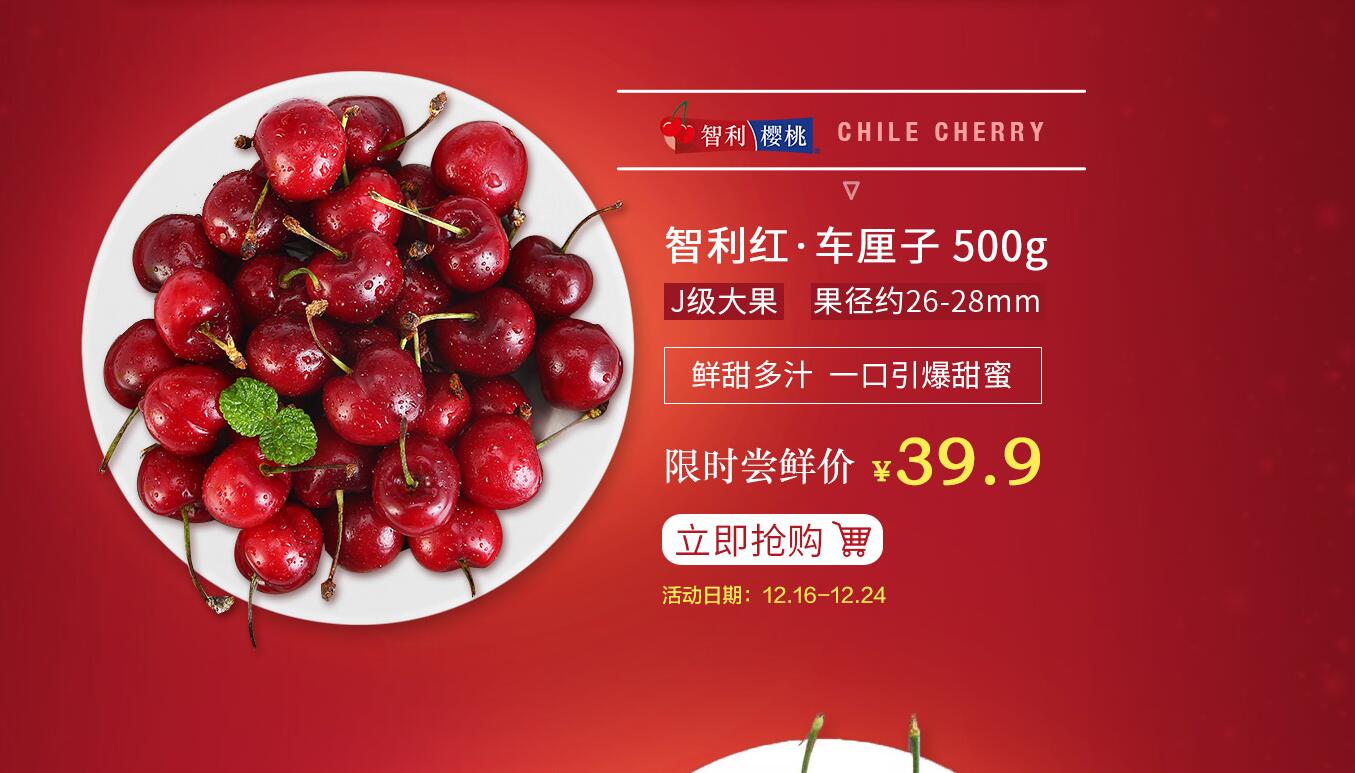 智利樱桃 CHILE CHERRY
智利红·车厘子 500g
J级大果 果径约26-28mm
鲜甜多汁 一口引爆甜蜜
限时尝鲜价 ¥39.9
立即抢购
活动日期：12.16-12.24